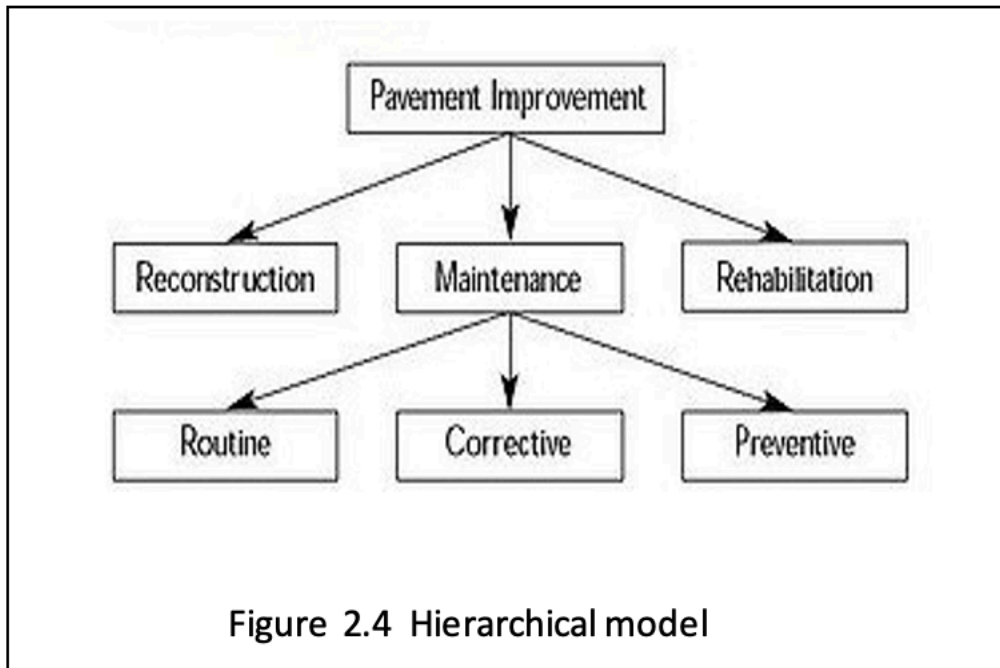 Pavement Improvement
Reconstruction
Maintenance
Rehabilitation
Routine
Corrective
Preventive
Figure 2.4 Hierarchical model